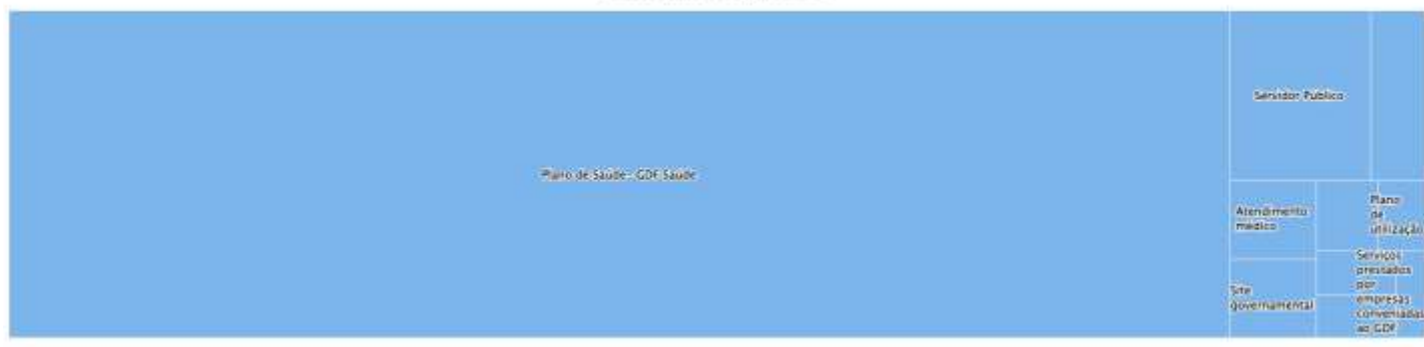 Servidor Público
Plano de Saúde - GDF Saúde
Atendimento
médico
Plano
de
utilização
Site
governamental
Serviços
prestados
por
empresas
conveniadas
ao GDF